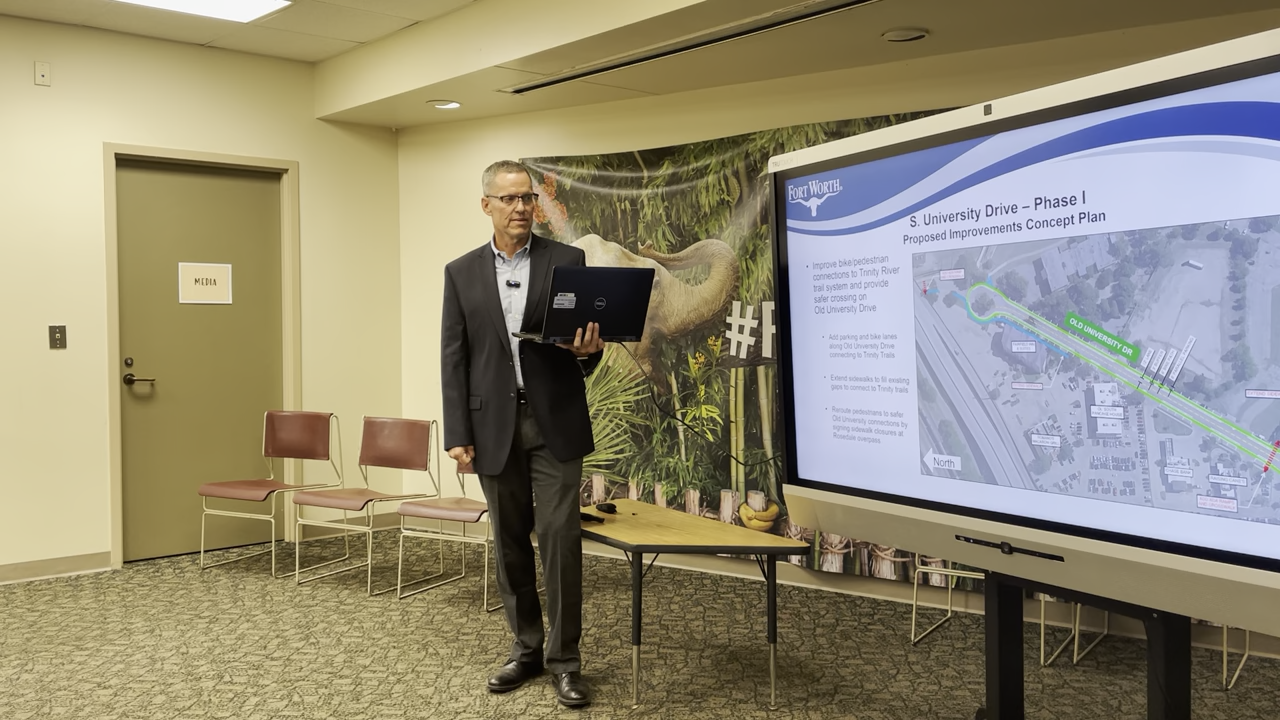 MEDIA
DELL
#
FORT WORTH®
S. University Drive – Phase I
Proposed Improvements Concept Plan
• Improve bike/pedestrian
connections to Trinity River
trail system and provide
safer crossing on
Old University Drive
• Add parking and bike lanes
along Old University Drive
connecting to Trinity Trails
• Extend sidewalks to fill existing
gaps to connect to Trinity trails
• Reroute pedestrians to safer
Old University connections by
signing sidewalk closures at
Rosedale overpass
OLD UNIVERSITY DR
North